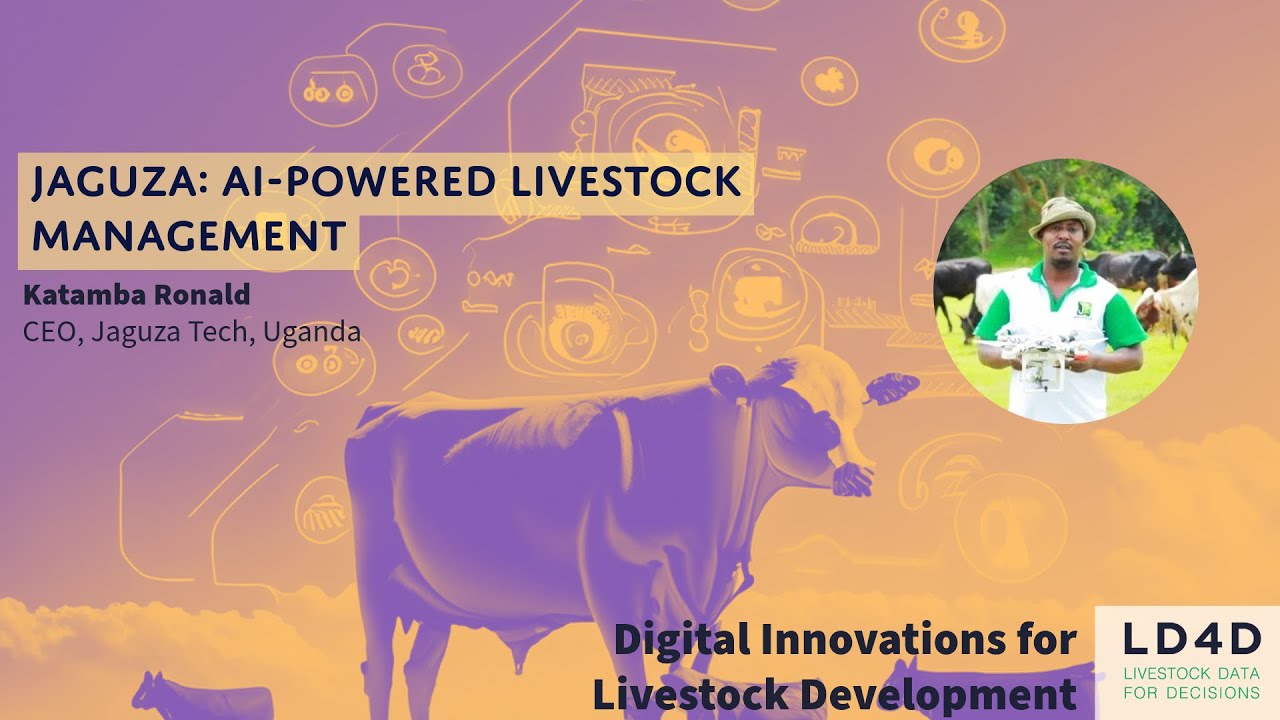 JAGUZA: AI-POWERED LIVESTOCK
MANAGEMENT
Katamba Ronald
CEO, Jaguza Tech, Uganda
Digital Innovations for
Livestock Development
LD4D
LIVESTOCK DATA
FOR DECISIONS